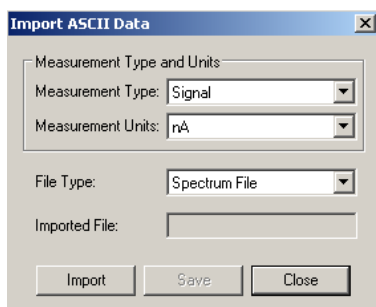 Import ASCII Data
Measurement Type and Units
Measurement Type: Signal
Measurement Units: nA
File Type: Spectrum File
Imported File:
Import Save Close